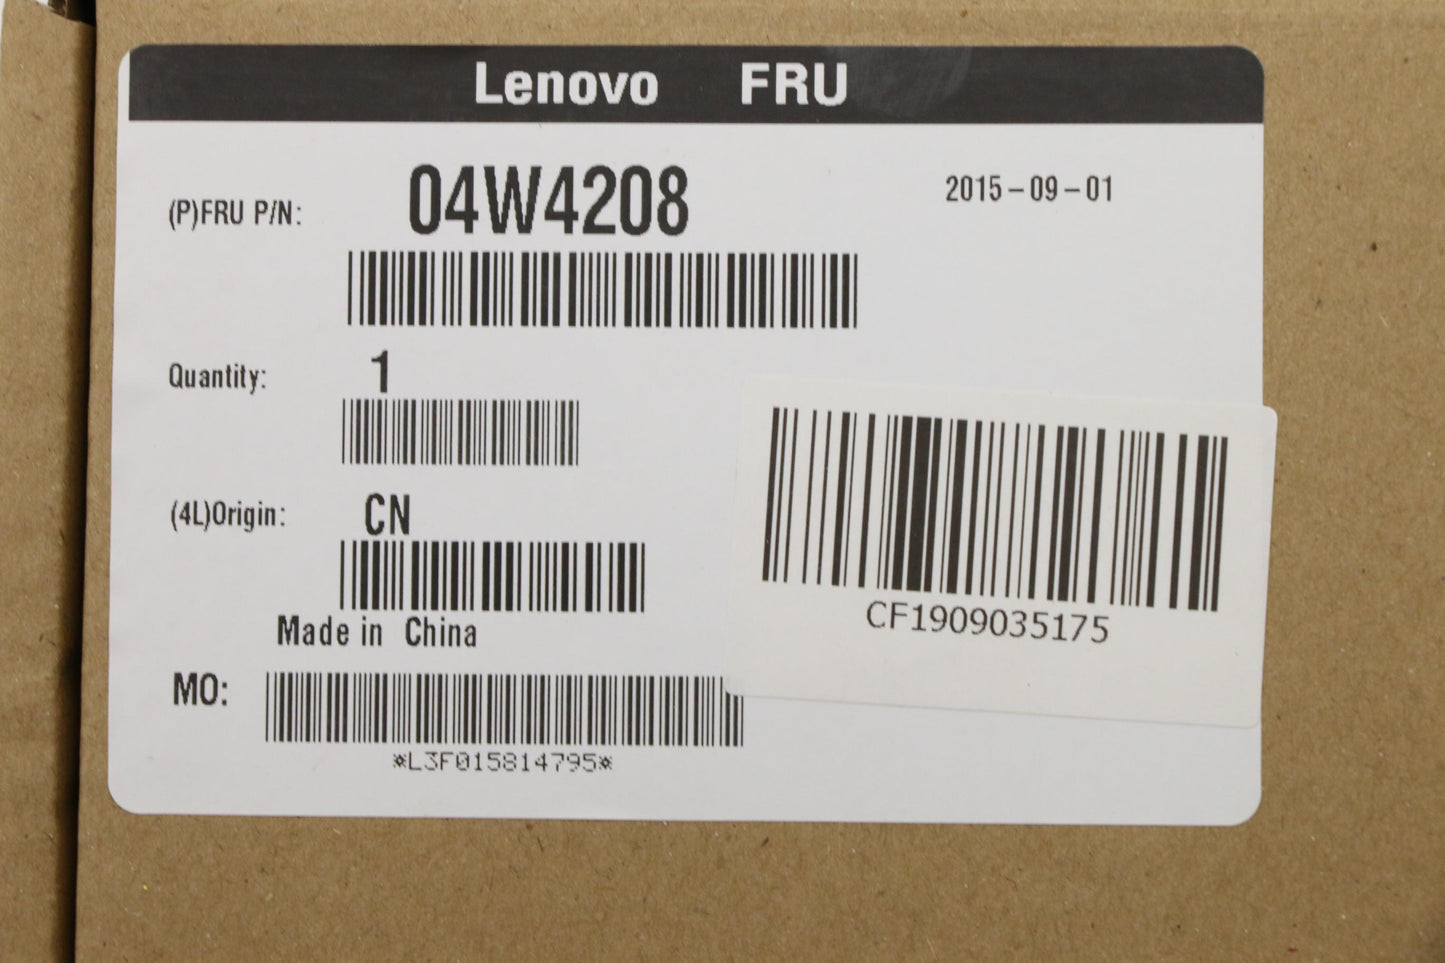 Lenovo FRU
(P)FRU P/N: 04W4208 2015-09-01
Quantity: 1
(4L)Origin: CN
Made in China
CF1909035175
MO:
*L3F015814795*